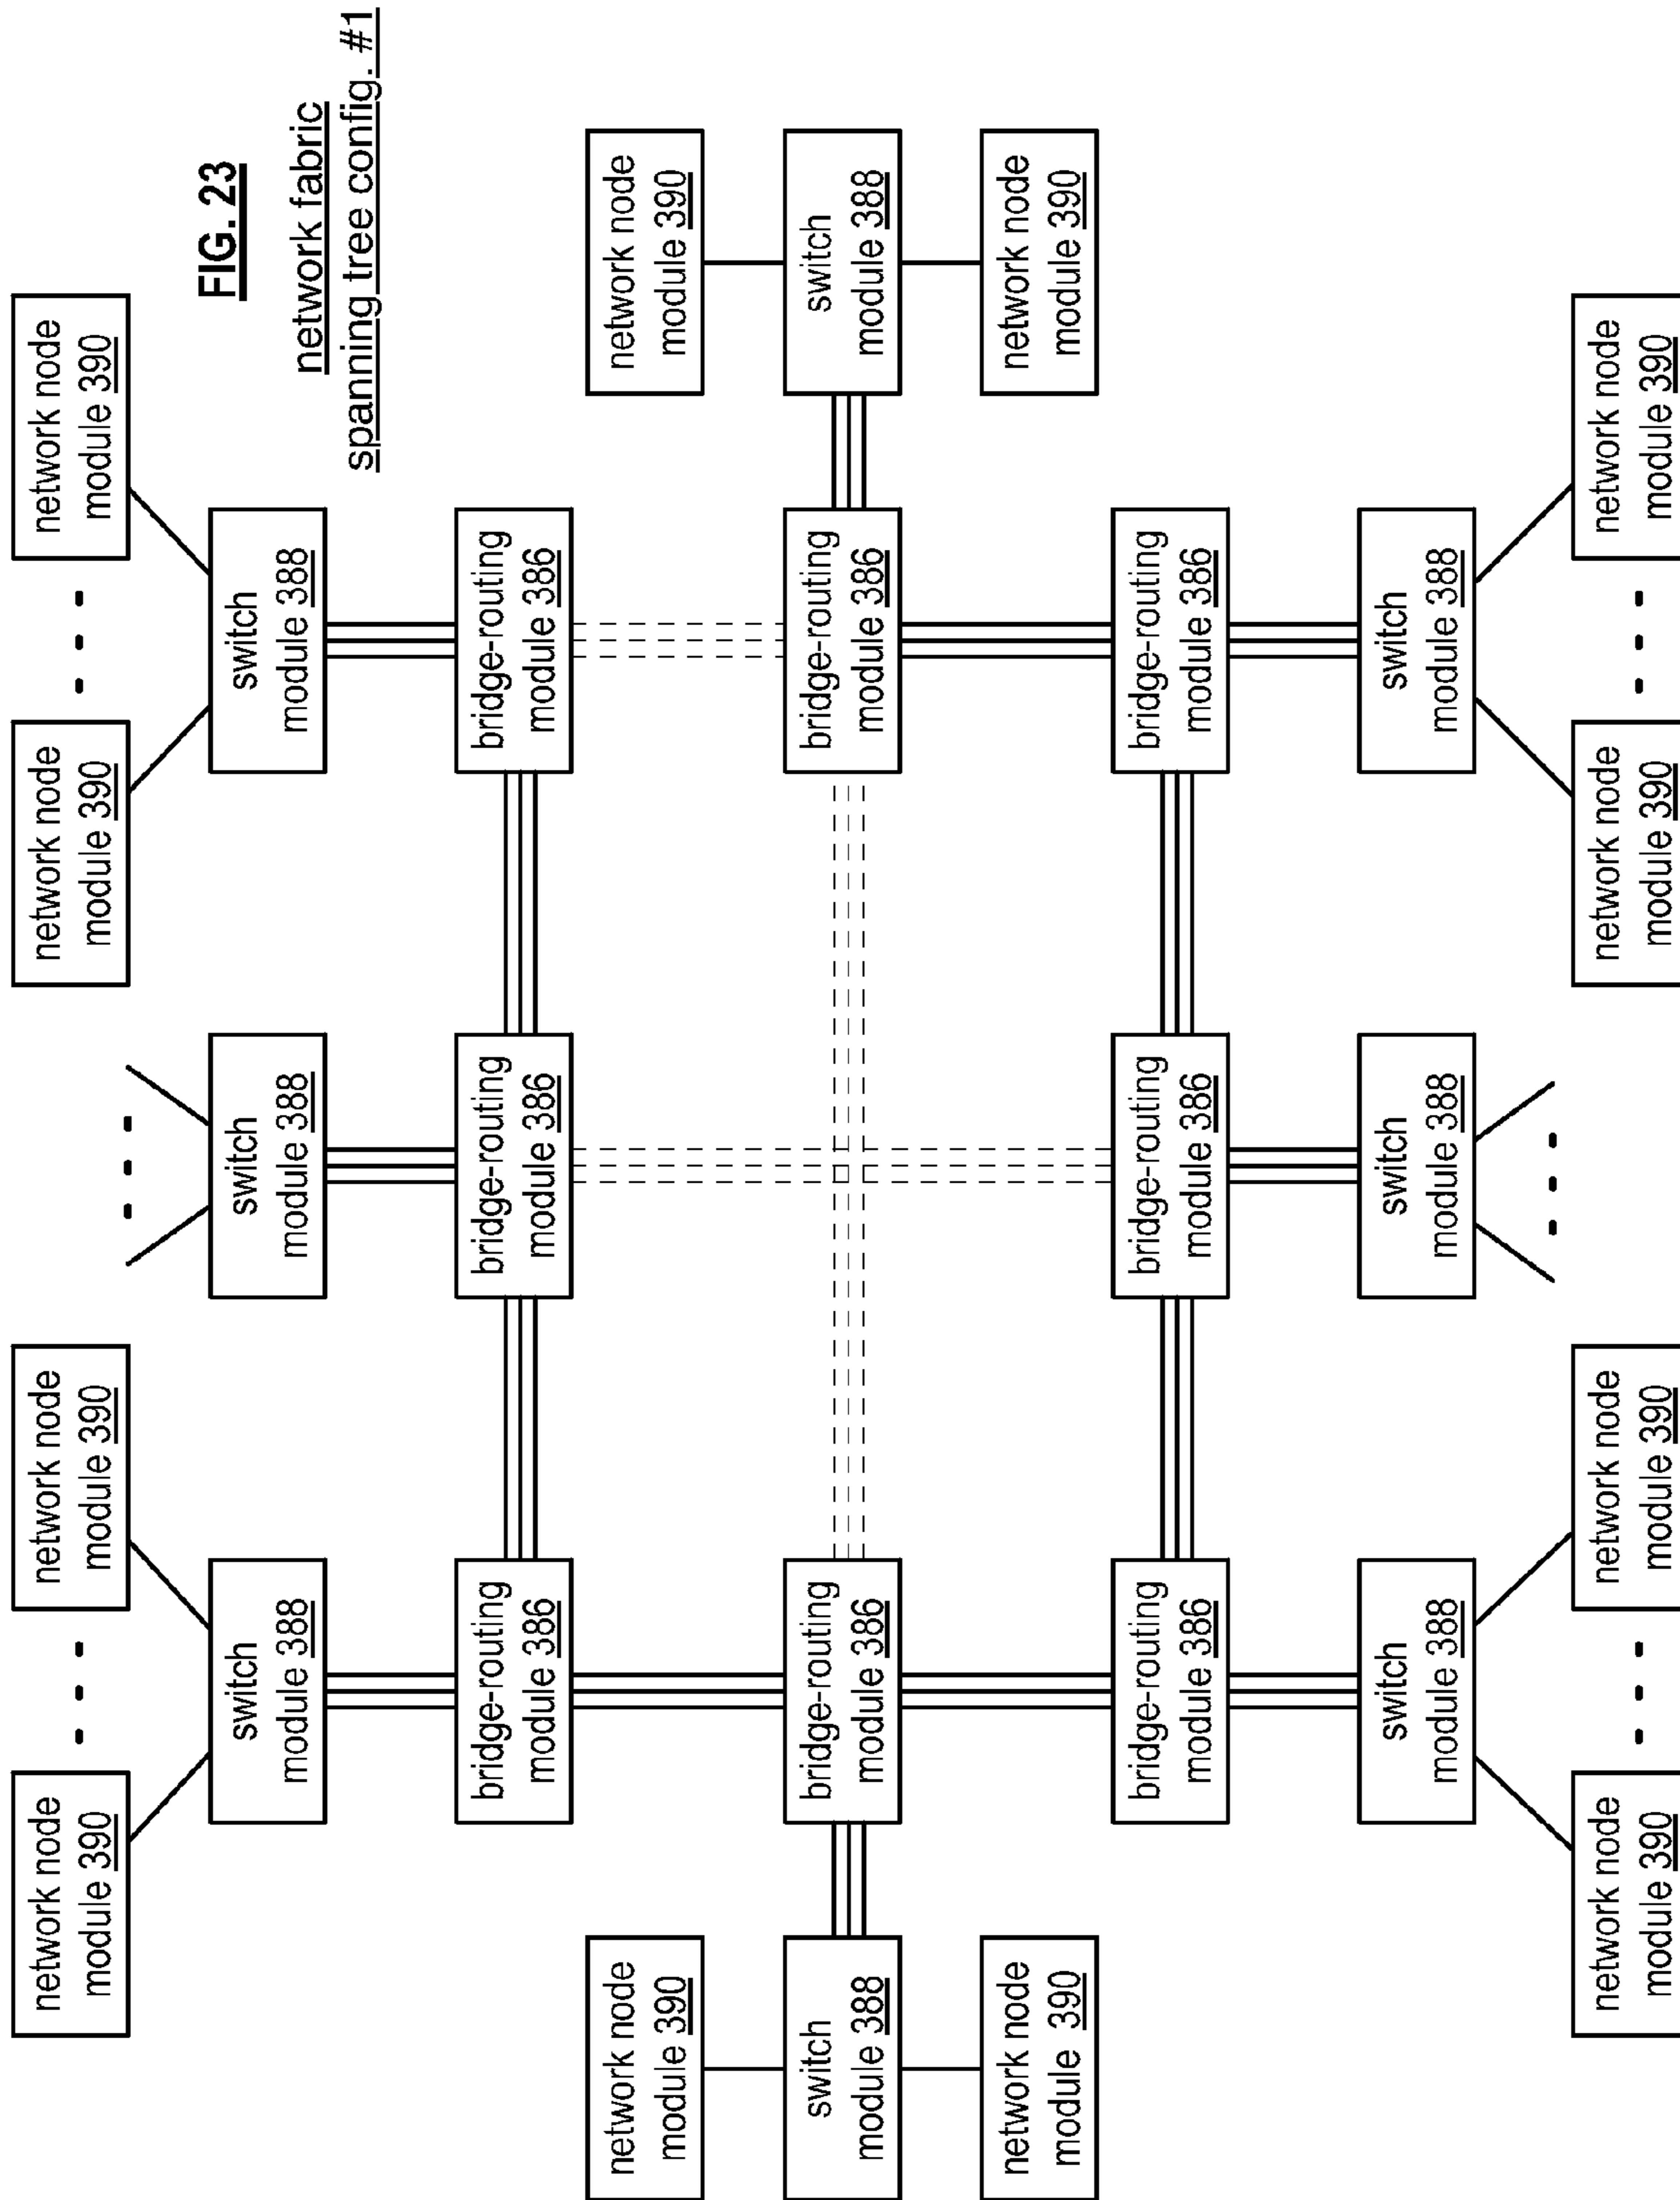 network node
module 390
network node
module 390
network node
module 390
network node
module 390
FIG. 23
network fabric
spanning tree config. #1
switch
module 388
switch
module 388
switch
module 388
bridge-routing
module 386
bridge-routing
module 386
bridge-routing
module 386
network node
module 390
network node
module 390
switch
module 388
bridge-routing
module 386
bridge-routing
module 386
switch
module 388
network node
module 390
network node
module 390
bridge-routing
module 386
bridge-routing
module 386
bridge-routing
module 386
switch
module 388
switch
module 388
switch
module 388
network node
module 390
network node
module 390
network node
module 390
network node
module 390